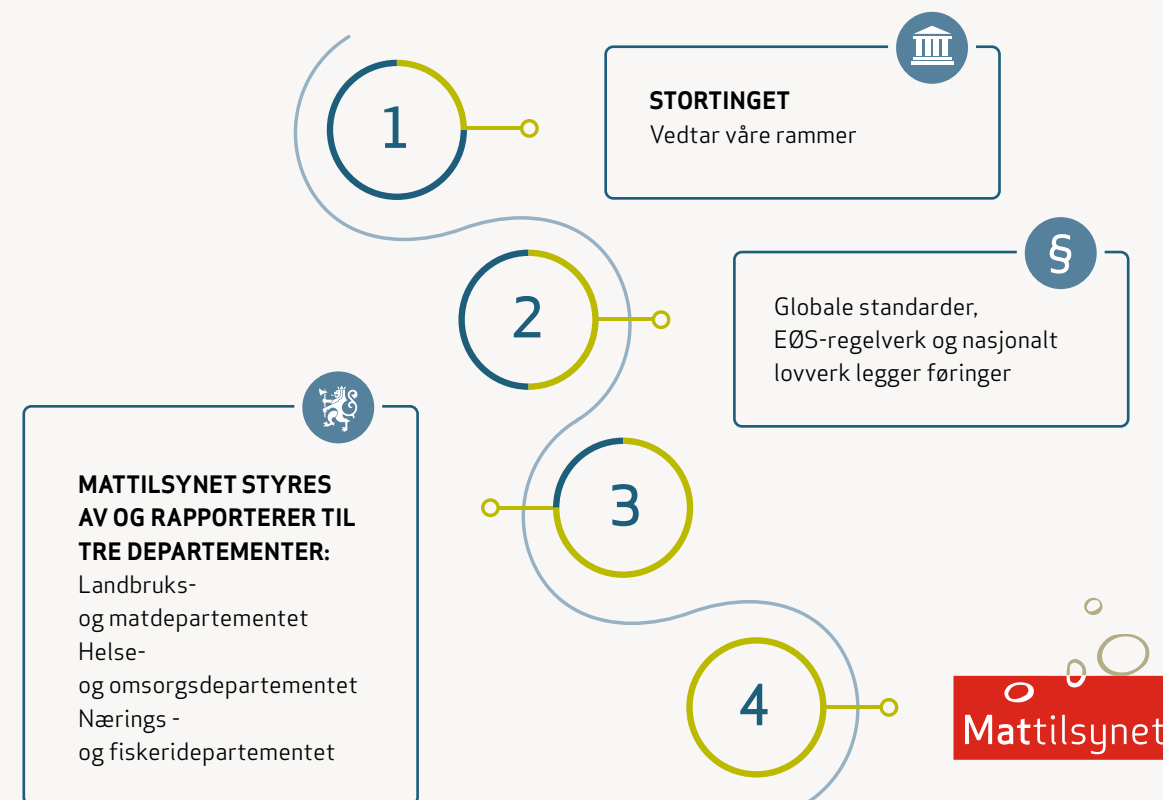 1
STORTINGET
Vedtar våre rammer
§
2
Globale standarder,
EØS-regelverk og nasjonalt
lovverk legger føringer
3
MATTILSYNET STYRES
AV OG RAPPORTERER TIL
TRE DEPARTEMENTER:
Landbruks-
og matdepartementet
Helse-
og omsorgsdepartementet
Nærings -
og fiskeridepartementet
4
Mattilsynet